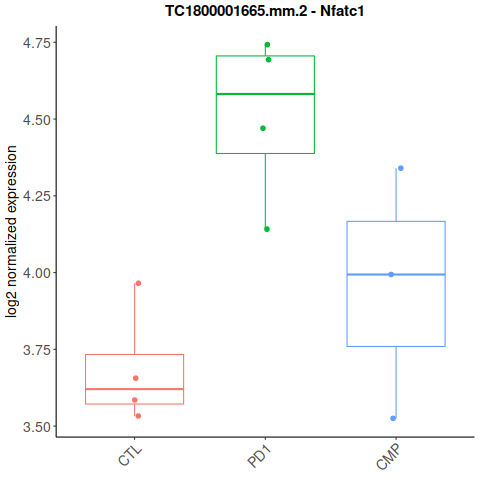 TC1800001665.mm.2 - Nfatc1
log2 normalized expression
4.75
4.50
4.25
4.00
3.75
3.50
CTL
PD1
CMP